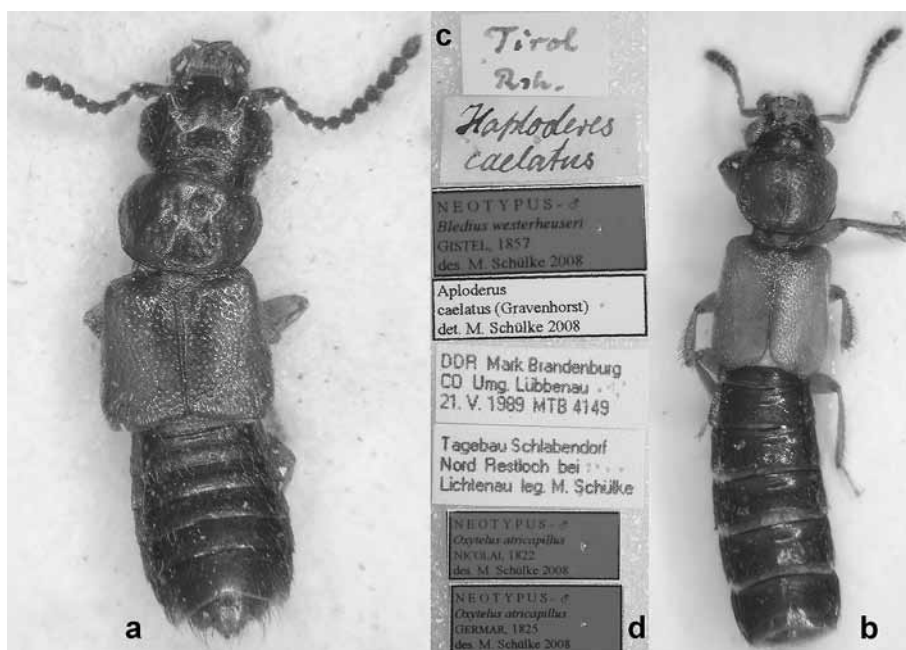 c
Tirol
Rsh.
Haploderes
caelatus
NEOTYPUS-♂
Bledius westerheuseri
GISTEL, 1857
des. M. Schülke 2008
Aploderus
caelatus (Gravenhorst)
det. M. Schülke 2008
DDR Mark Brandenburg
CO Umg. Lübbenau
21. V. 1989 MTB 4149
Tagebau Schlabendorf
Nord Restloch bei
Lichtenau leg. M. Schülke
NEOTYPUS-♂
Oxytelus atricapillus
NICOLAI, 1822
des. M. Schülke 2008
NEOTYPUS-♂
Oxytelus atricapillus
GERMAR, 1825
des. M. Schülke 2008
a
d
b